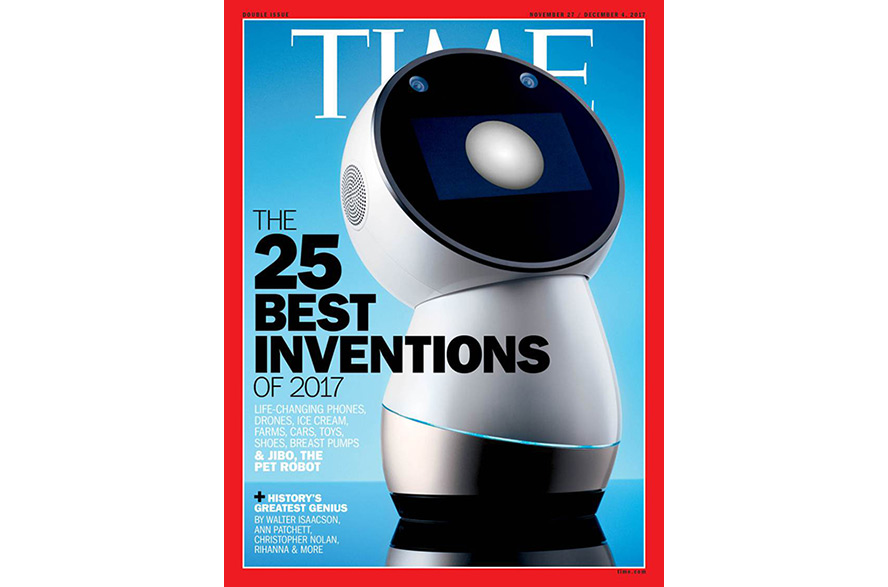 DOUBLE ISSUE
NOVEMBER 27 / DECEMBER 4, 2017
TIME
THE
25
BEST
INVENTIONS
OF 2017
LIFE-CHANGING PHONES,
DRONES, ICE CREAM,
FARMS, CARS, TOYS,
SHOES, BREAST PUMPS
& JIBO, THE
PET ROBOT
+ HISTORY'S
GREATEST GENIUS
BY WALTER ISAACSON,
ANN PATCHETT,
CHRISTOPHER NOLAN,
RIHANNA & MORE
time.com